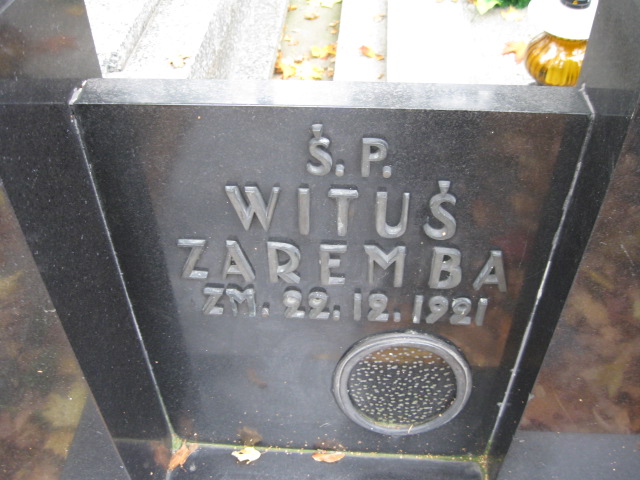 Ś.P.
WITUŚ
ZAREMBA
ZM. 22.12.1921